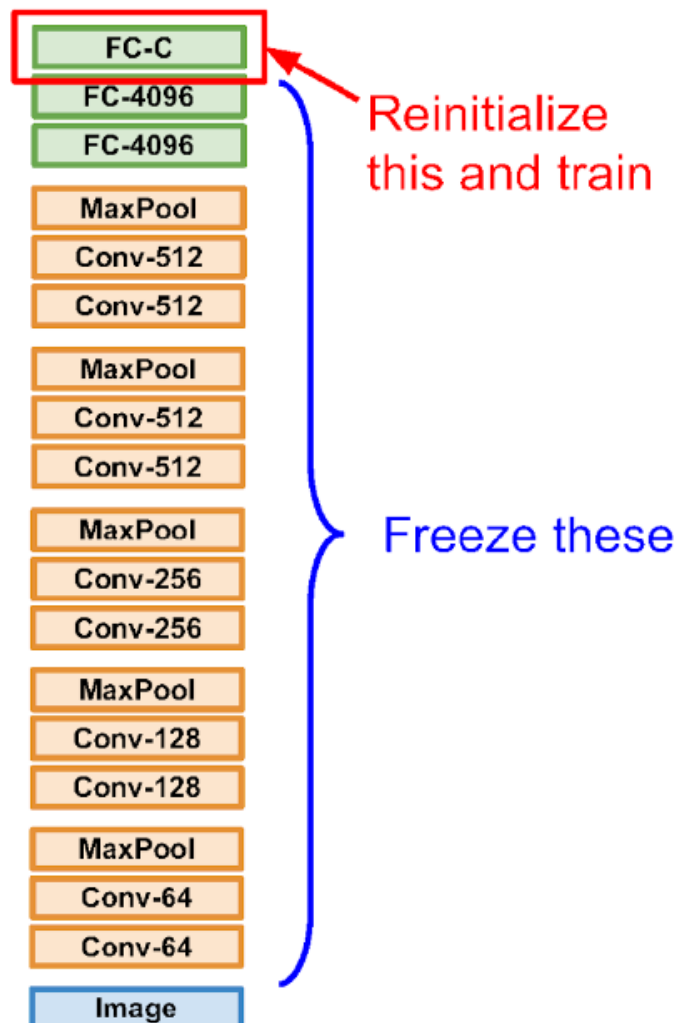 FC-C
FC-4096
FC-4096
MaxPool
Conv-512
Conv-512
MaxPool
Conv-512
Conv-512
MaxPool
Conv-256
Conv-256
MaxPool
Conv-128
Conv-128
MaxPool
Conv-64
Conv-64
Image
Reinitialize
this and train
Freeze these